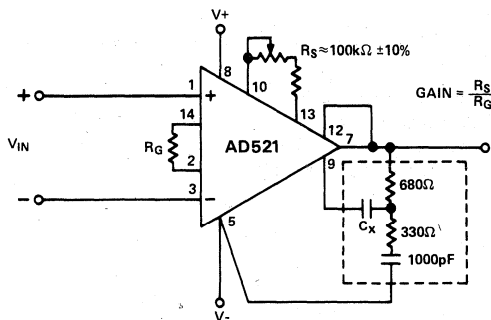 V+
8
RS≈100kΩ ±10%
10
GAIN = RS
RG
+
1
+
13
14
12
7
VIN
RG
AD521
2
9
680Ω
−
3
−
CX
330Ω
5
1000pF
V-